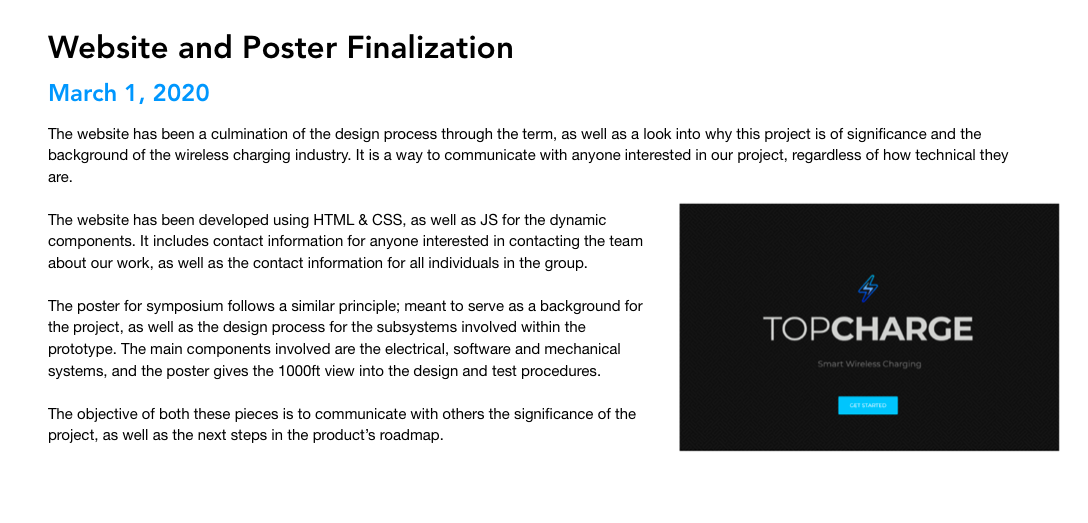 Website and Poster Finalization
March 1, 2020
The website has been a culmination of the design process through the term, as well as a look into why this project is of significance and the
background of the wireless charging industry. It is a way to communicate with anyone interested in our project, regardless of how technical they
are.
The website has been developed using HTML & CSS, as well as JS for the dynamic
components. It includes contact information for anyone interested in contacting the team
about our work, as well as the contact information for all individuals in the group.
The poster for symposium follows a similar principle; meant to serve as a background for
the project, as well as the design process for the subsystems involved within the
prototype. The main components involved are the electrical, software and mechanical
systems, and the poster gives the 1000ft view into the design and test procedures.
The objective of both these pieces is to communicate with others the significance of the
project, as well as the next steps in the product’s roadmap.
TOPCHARGE
Smart Wireless Charging
GET STARTED